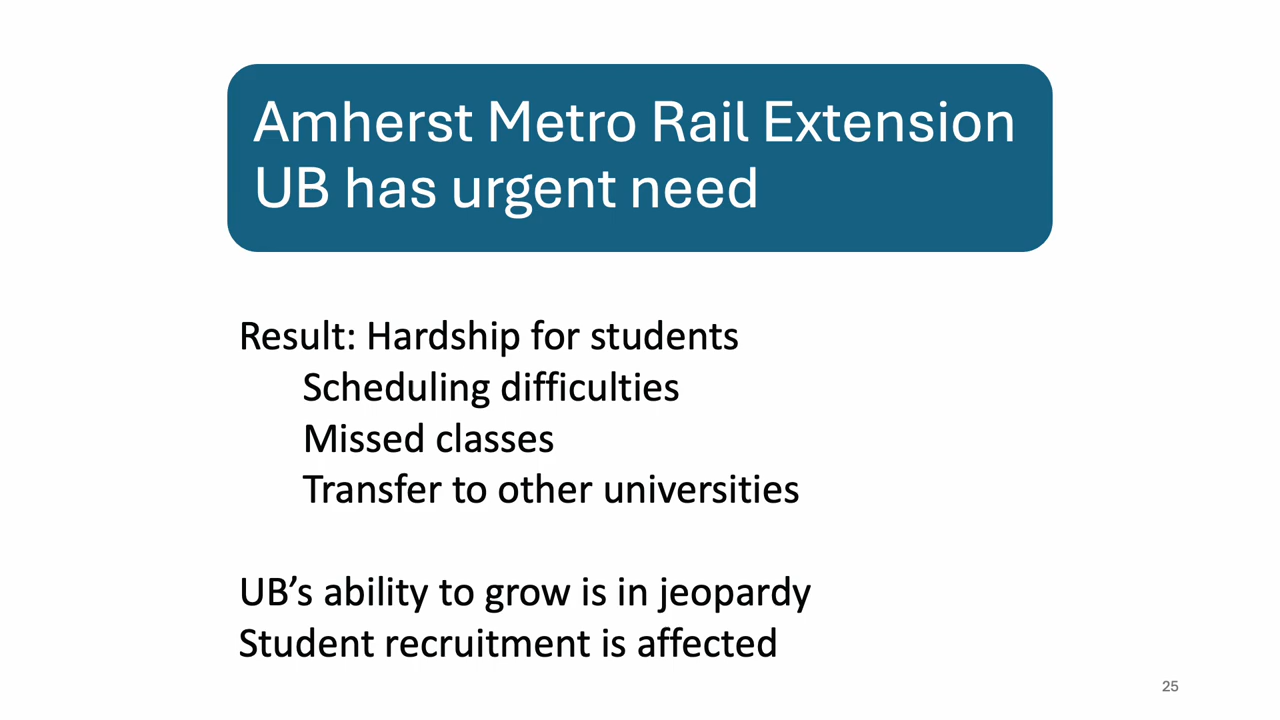 Amherst Metro Rail Extension
UB has urgent need
Result: Hardship for students
Scheduling difficulties
Missed classes
Transfer to other universities
UB’s ability to grow is in jeopardy
Student recruitment is affected
25